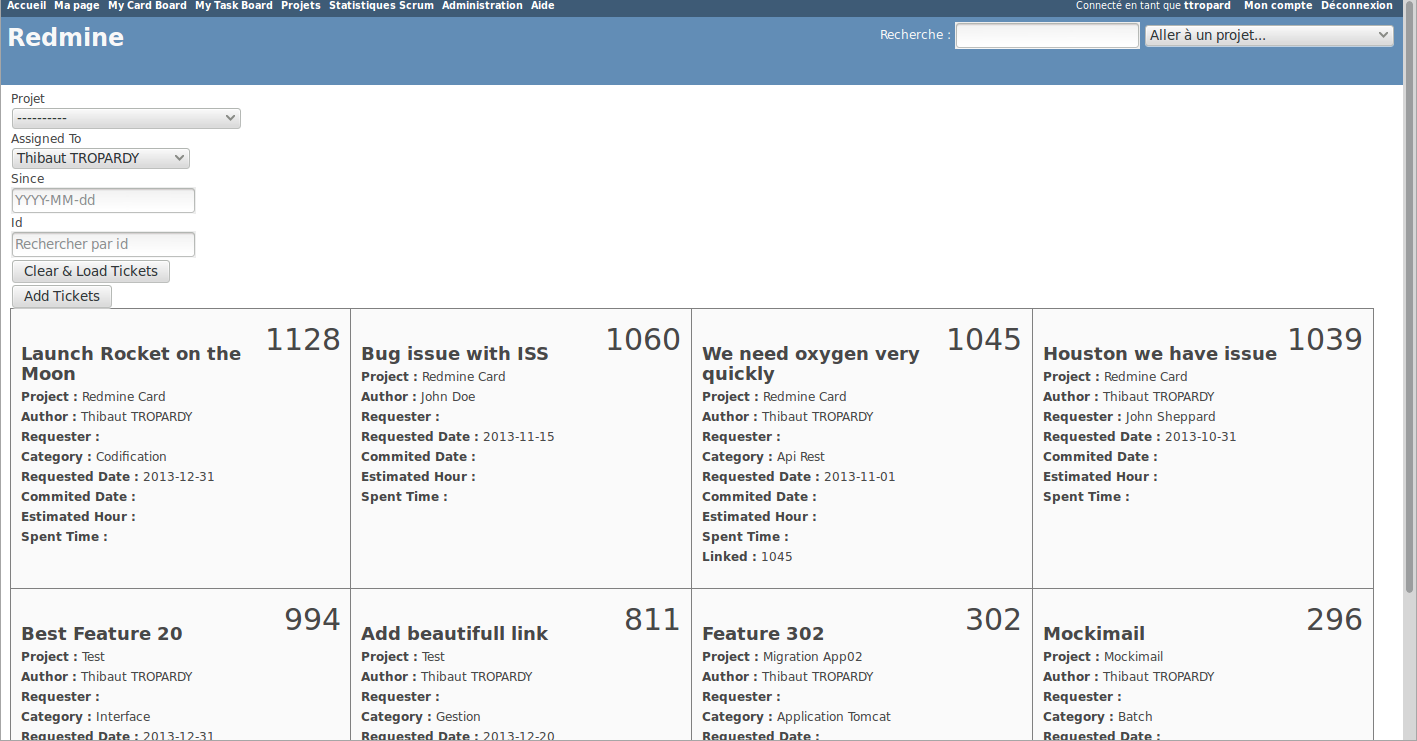 Accueil Ma page My Card Board My Task Board Projets Statistiques Scrum Administration Aide
Connecté en tant que ttropard Mon compte Déconnexion
Redmine
Recherche :
Aller à un projet...
Projet
----------
Assigned To
Thibaut TROPARDY
Since
YYYY-MM-dd
Id
Rechercher par id
Clear & Load Tickets
Add Tickets
1128
Launch Rocket on the
Moon
Project : Redmine Card
Author : Thibaut TROPARDY
Requester :
Category : Codification
Requested Date : 2013-12-31
Commited Date :
Estimated Hour :
Spent Time :
1060
Bug issue with ISS
Project : Redmine Card
Author : John Doe
Requester :
Requested Date : 2013-11-15
Commited Date :
Estimated Hour :
Spent Time :
1045
We need oxygen very
quickly
Project : Redmine Card
Author : Thibaut TROPARDY
Requester :
Category : Api Rest
Requested Date : 2013-11-01
Commited Date :
Estimated Hour :
Spent Time :
Linked : 1045
1039
Houston we have issue
Project : Redmine Card
Author : Thibaut TROPARDY
Requester : John Sheppard
Requested Date : 2013-10-31
Commited Date :
Estimated Hour :
Spent Time :
994
Best Feature 20
Project : Test
Author : Thibaut TROPARDY
Requester :
Category : Interface
Requested Date : 2013-12-31
811
Add beautifull link
Project : Test
Author : Thibaut TROPARDY
Requester :
Category : Gestion
Requested Date : 2013-12-20
302
Feature 302
Project : Migration App02
Author : Thibaut TROPARDY
Requester :
Category : Application Tomcat
Requested Date :
296
Mockimail
Project : Mockimail
Author : Thibaut TROPARDY
Requester :
Category : Batch
Requested Date :